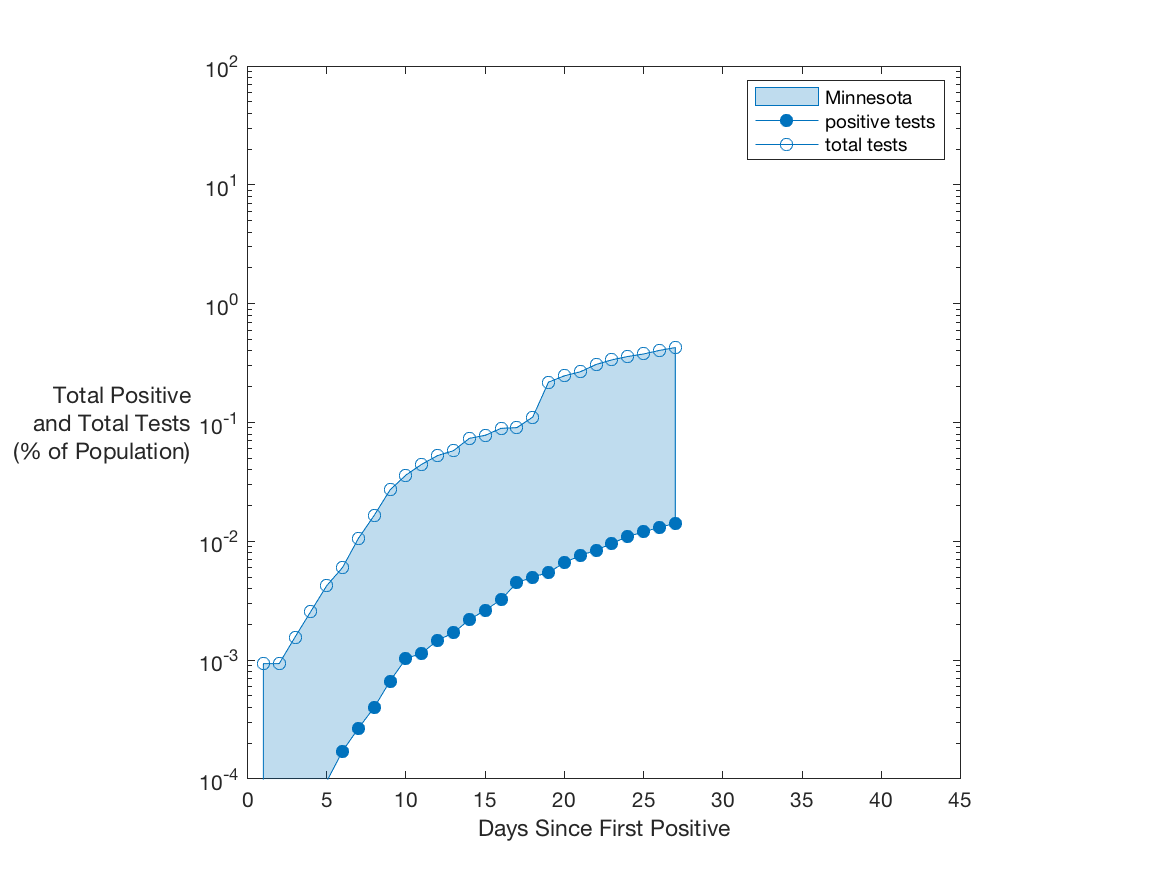 10^2
10^1
10^0
10^-1
10^-2
10^-3
10^-4
Total Positive
and Total Tests
(% of Population)
Minnesota
positive tests
total tests
0 5 10 15 20 25 30 35 40 45
Days Since First Positive